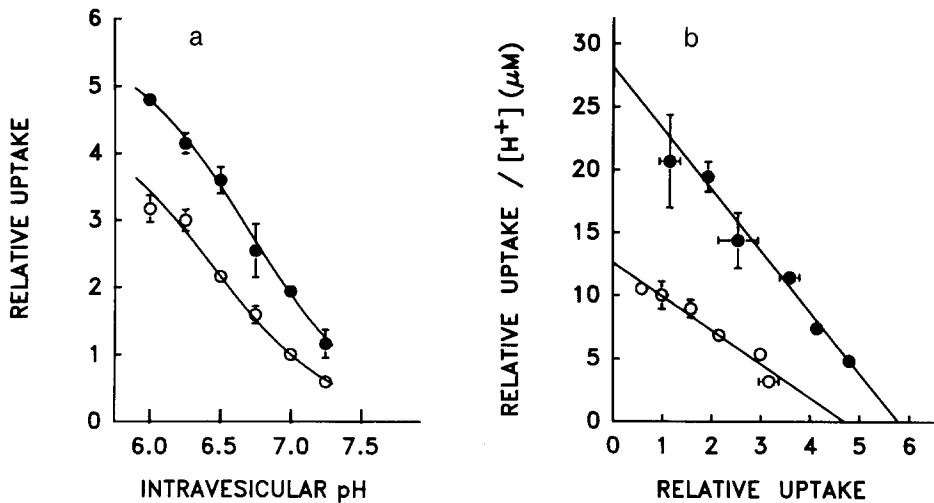 a
RELATIVE UPTAKE
6
5
4
3
2
1
0
6.0 6.5 7.0 7.5
INTRAVESICULAR pH
b
RELATIVE UPTAKE / [H+] (μM)
30
25
20
15
10
5
0
0 1 2 3 4 5 6
RELATIVE UPTAKE